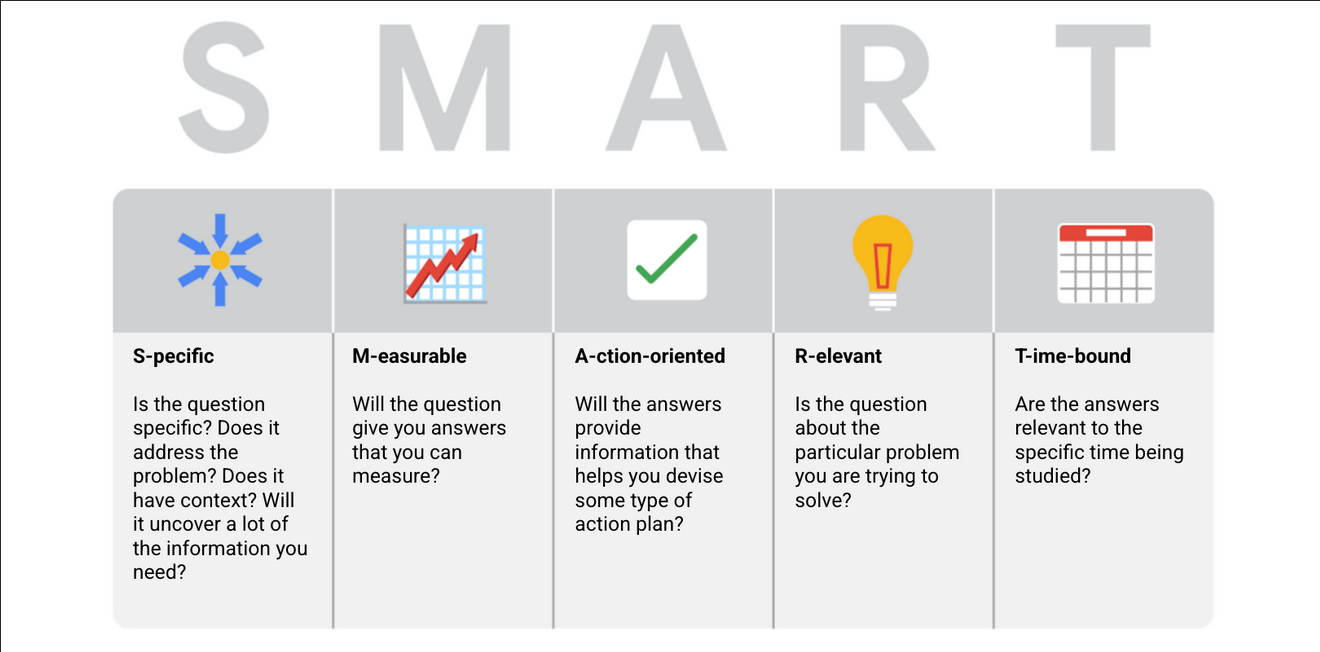 S M A R T
S-pecific
Is the question
specific? Does it
address the
problem? Does it
have context? Will
it uncover a lot of
the information you
need?
M-easurable
Will the question
give you answers
that you can
measure?
A-ction-oriented
Will the answers
provide
information that
helps you devise
some type of
action plan?
R-elevant
Is the question
about the
particular problem
you are trying to
solve?
T-ime-bound
Are the answers
relevant to the
specific time being
studied?